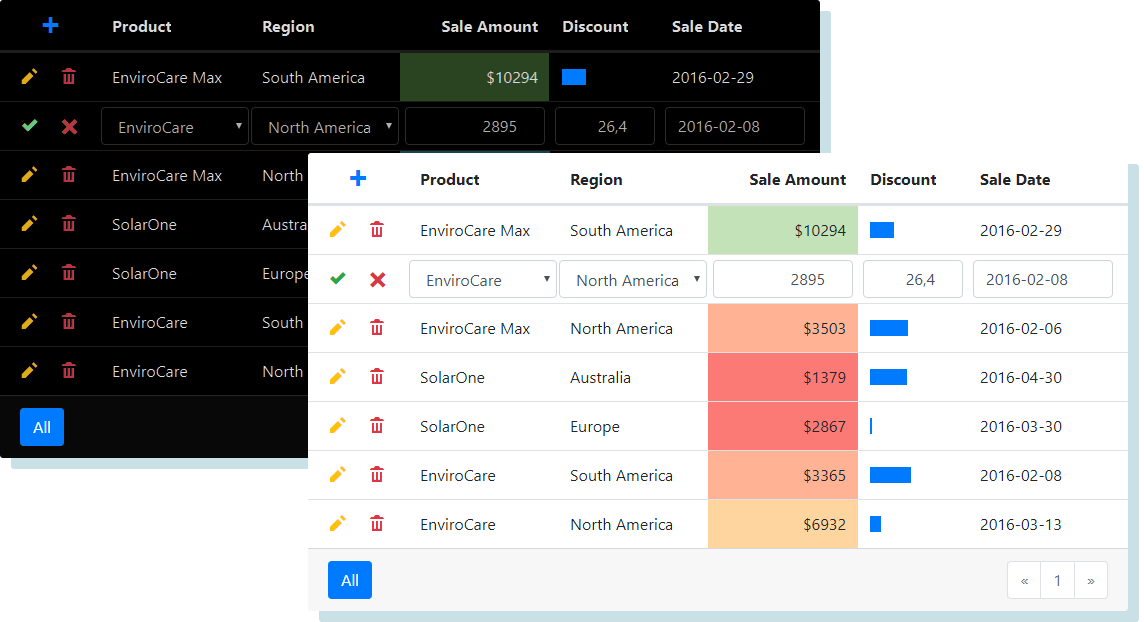 Product Region Sale Amount Discount Sale Date
EnviroCare Max South America $10294 2016-02-29
EnviroCare North America 2895 26,4 2016-02-08
EnviroCare Max North
SolarOne Austra
SolarOne Europe
EnviroCare South
EnviroCare North
All
Product Region Sale Amount Discount Sale Date
EnviroCare Max South America $10294 2016-02-29
EnviroCare North America 2895 26,4 2016-02-08
EnviroCare Max North America $3503 2016-02-06
SolarOne Australia $1379 2016-04-30
SolarOne Europe $2867 2016-03-30
EnviroCare South America $3365 2016-02-08
EnviroCare North America $6932 2016-03-13
All « 1 »